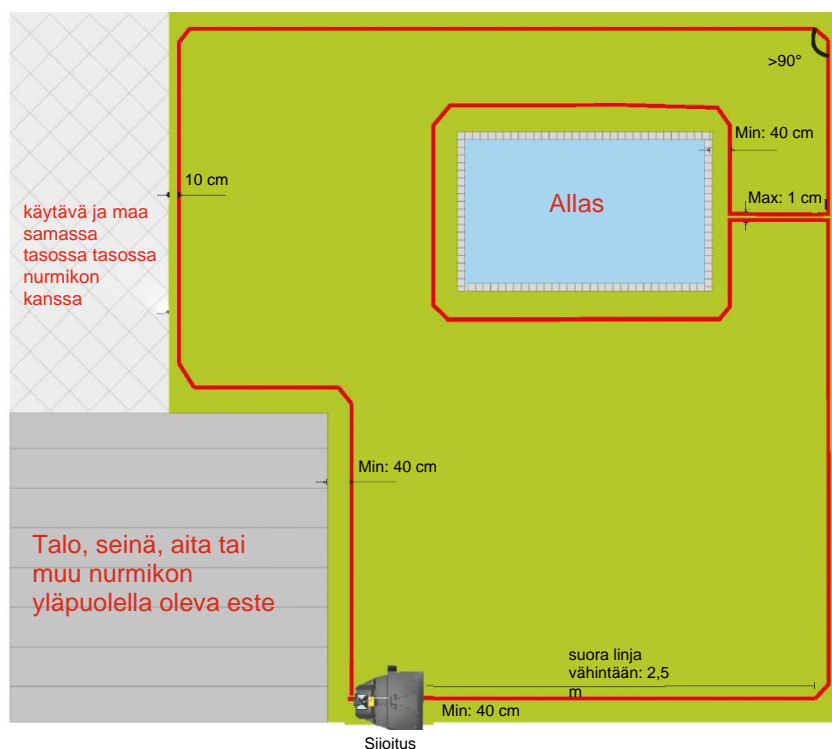 >90°
Min: 40 cm
10 cm
Allas
Max: 1 cm
käytävä ja maa
samassa
tasossa tasossa
nurmikon
kanssa
Min: 40 cm
Talo, seinä, aita tai
muu nurmikon
yläpuolella oleva este
suora linja
vähintään: 2,5
m
Min: 40 cm
Sijoitus